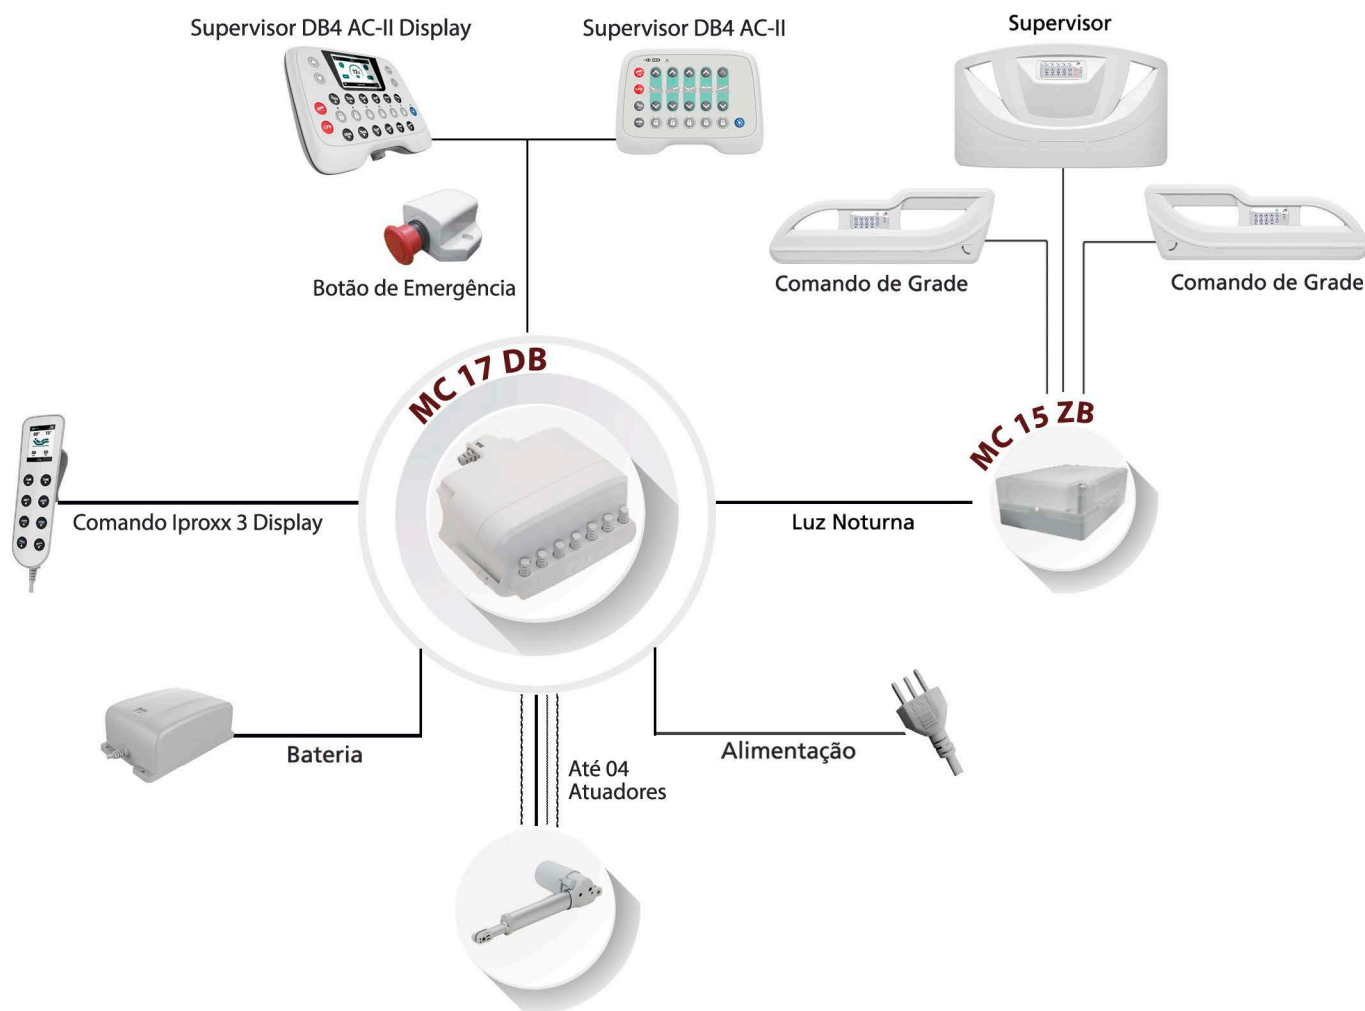 Supervisor DB4 AC-II Display
Supervisor DB4 AC-II
Supervisor
CPR
Botão de Emergência
Comando de Grade
Comando de Grade
MC 17 DB
MC 15 ZB
Comando Iproxx 3 Display
Luz Noturna
Bateria
Até 04
Atuadores
Alimentação